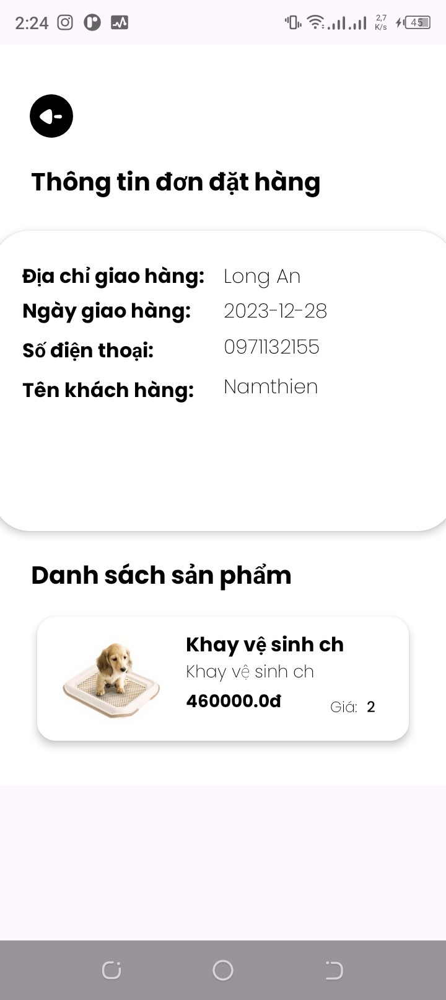 2:24
2,7
K/s
45
Thông tin đơn đặt hàng
Địa chỉ giao hàng: Long An
Ngày giao hàng: 2023-12-28
Số điện thoại: 0971132155
Tên khách hàng: Namthien
Danh sách sản phẩm
Khay vệ sinh ch
Khay vệ sinh ch
460000.0đ
Giá: 2